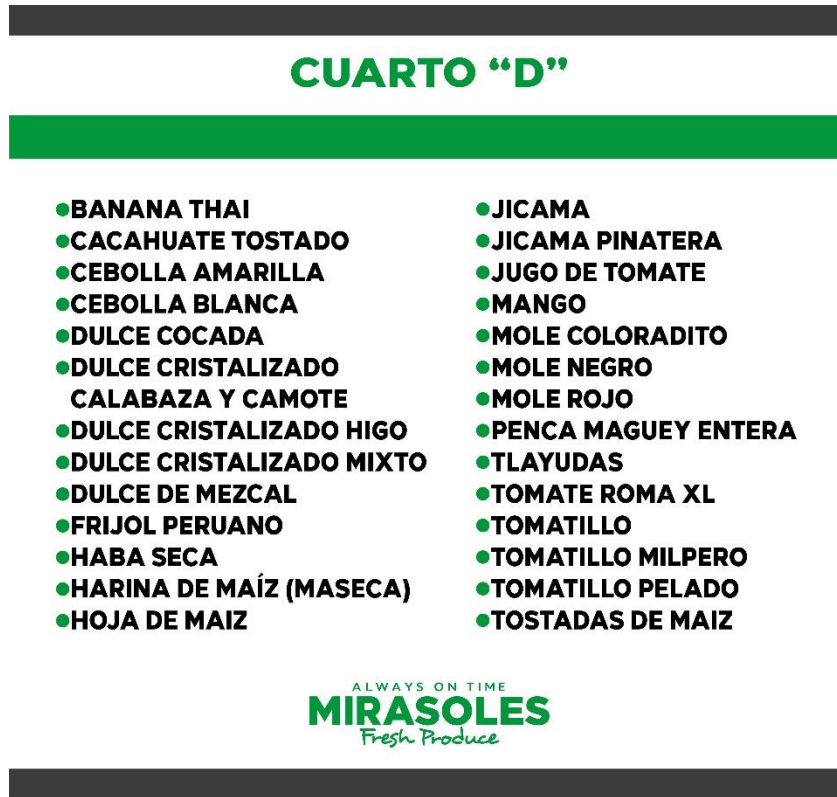 CUARTO “D”
●BANANA THAI
●CACAHUATE TOSTADO
●CEBOLLA AMARILLA
●CEBOLLA BLANCA
●DULCE COCADA
●DULCE CRISTALIZADO
CALABAZA Y CAMOTE
●DULCE CRISTALIZADO HIGO
●DULCE CRISTALIZADO MIXTO
●DULCE DE MEZCAL
●FRIJOL PERUANO
●HABA SECA
●HARINA DE MAÍZ (MASECA)
●HOJA DE MAIZ
●JICAMA
●JICAMA PINATERA
●JUGO DE TOMATE
●MANGO
●MOLE COLORADITO
●MOLE NEGRO
●MOLE ROJO
●PENCA MAGUEY ENTERA
●TLAYUDAS
●TOMATE ROMA XL
●TOMATILLO
●TOMATILLO MILPERO
●TOMATILLO PELADO
●TOSTADAS DE MAIZ
ALWAYS ON TIME
MIRASOLES
Fresh Produce